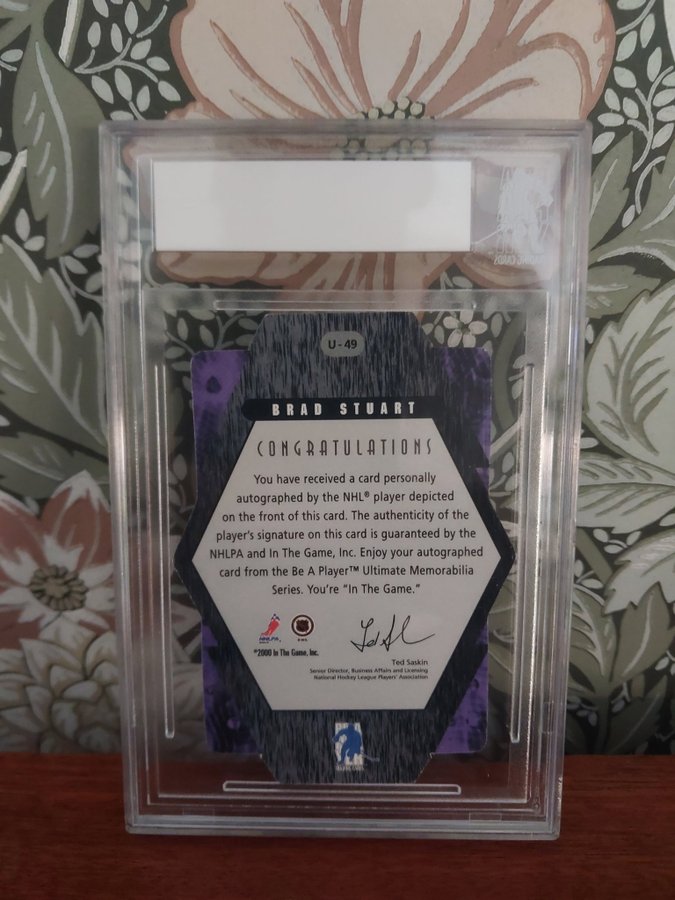 U-49
BRAD STUART
CONGRATULATIONS
You have received a card personally
autographed by the NHL® player depicted
on the front of this card. The authenticity of the
player's signature on this card is guaranteed by the
NHLPA and In The Game, Inc. Enjoy your autographed
card from the Be A Player™ Ultimate Memorabilia
Series. You're "In The Game."
NHLPA
NHL
©2000 In The Game, Inc.
Ted Saskin
Senior Director, Business Affairs and Licensing
National Hockey League Players' Association